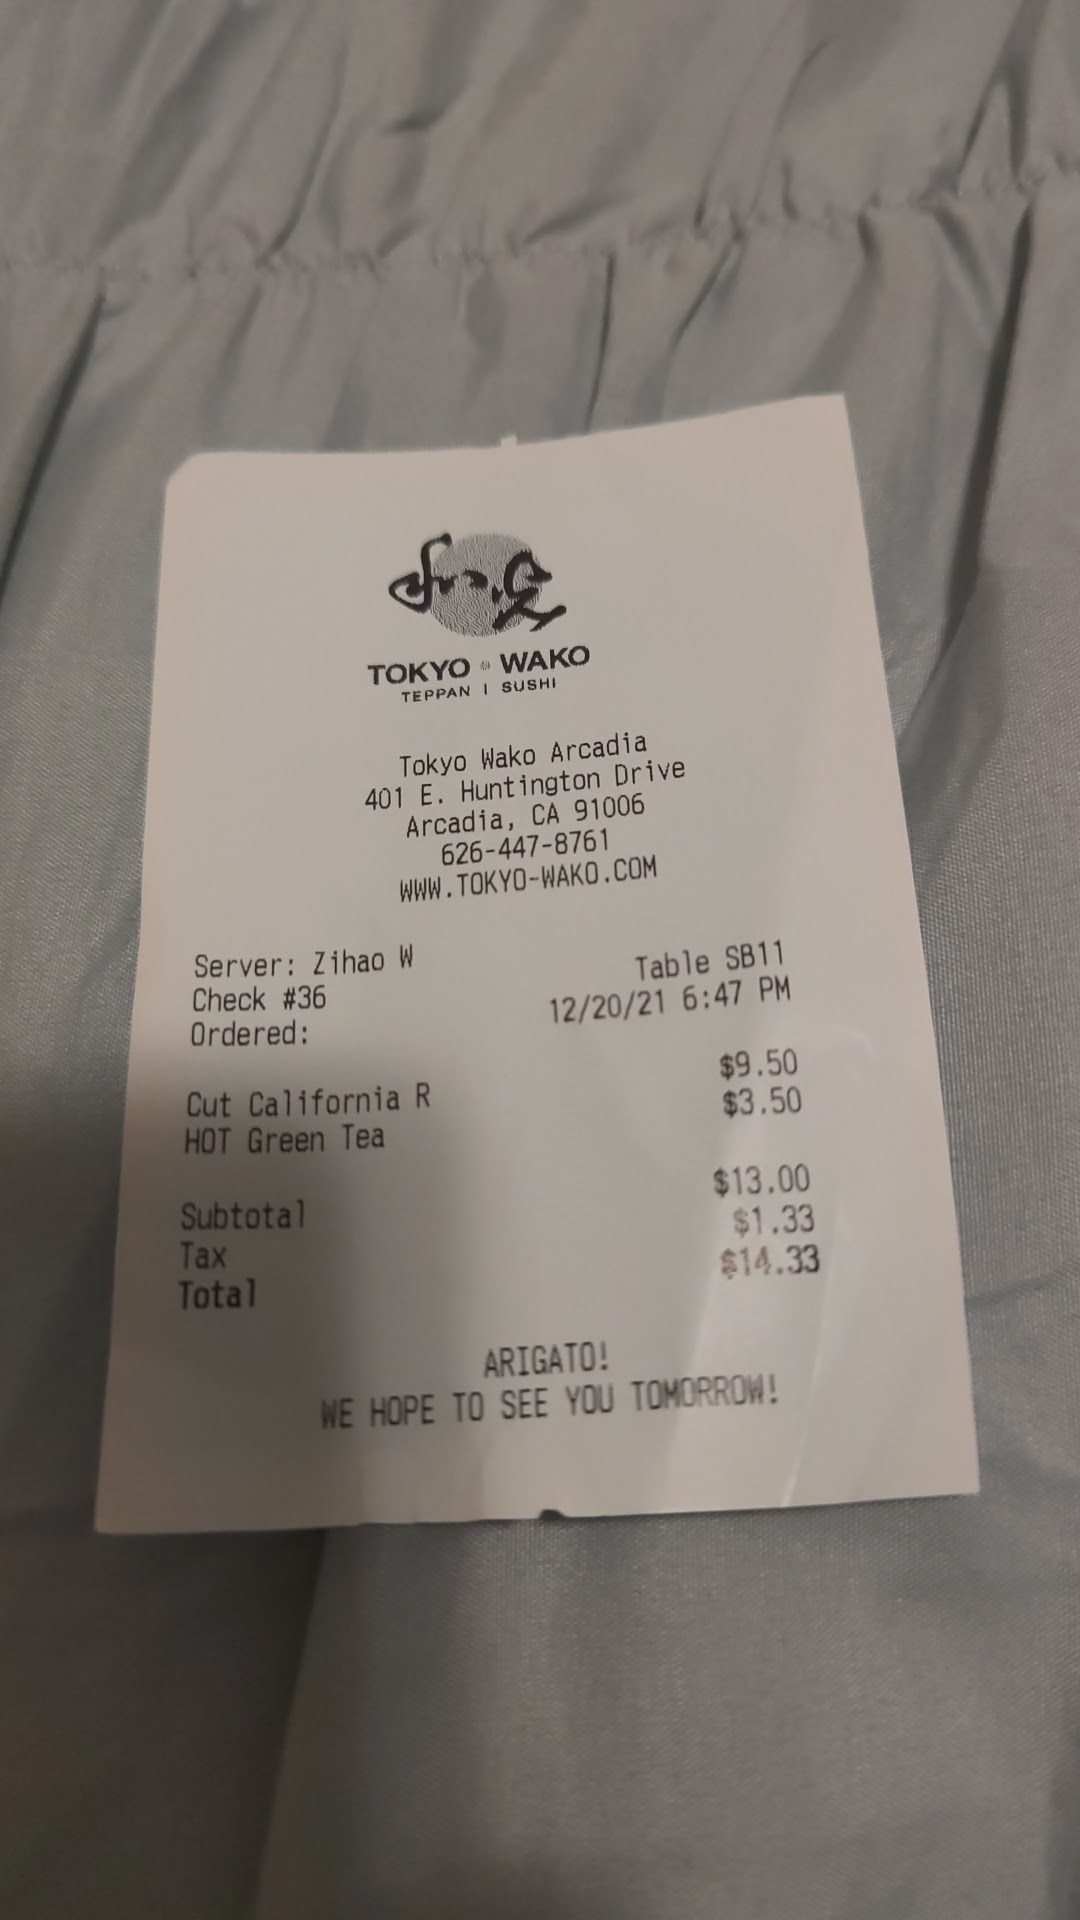 TOKYO WAKO
TEPPAN | SUSHI
Tokyo Wako Arcadia
401 E. Huntington Drive
Arcadia, CA 91006
626-447-8761
WWW.TOKYO-WAKO.COM
Server: Zihao W Table SB11
Check #36 12/20/21 6:47 PM
Ordered:
Cut California R $9.50
HOT Green Tea $3.50
Subtotal $13.00
Tax $1.33
Total $14.33
ARIGATO!
WE HOPE TO SEE YOU TOMORROW!